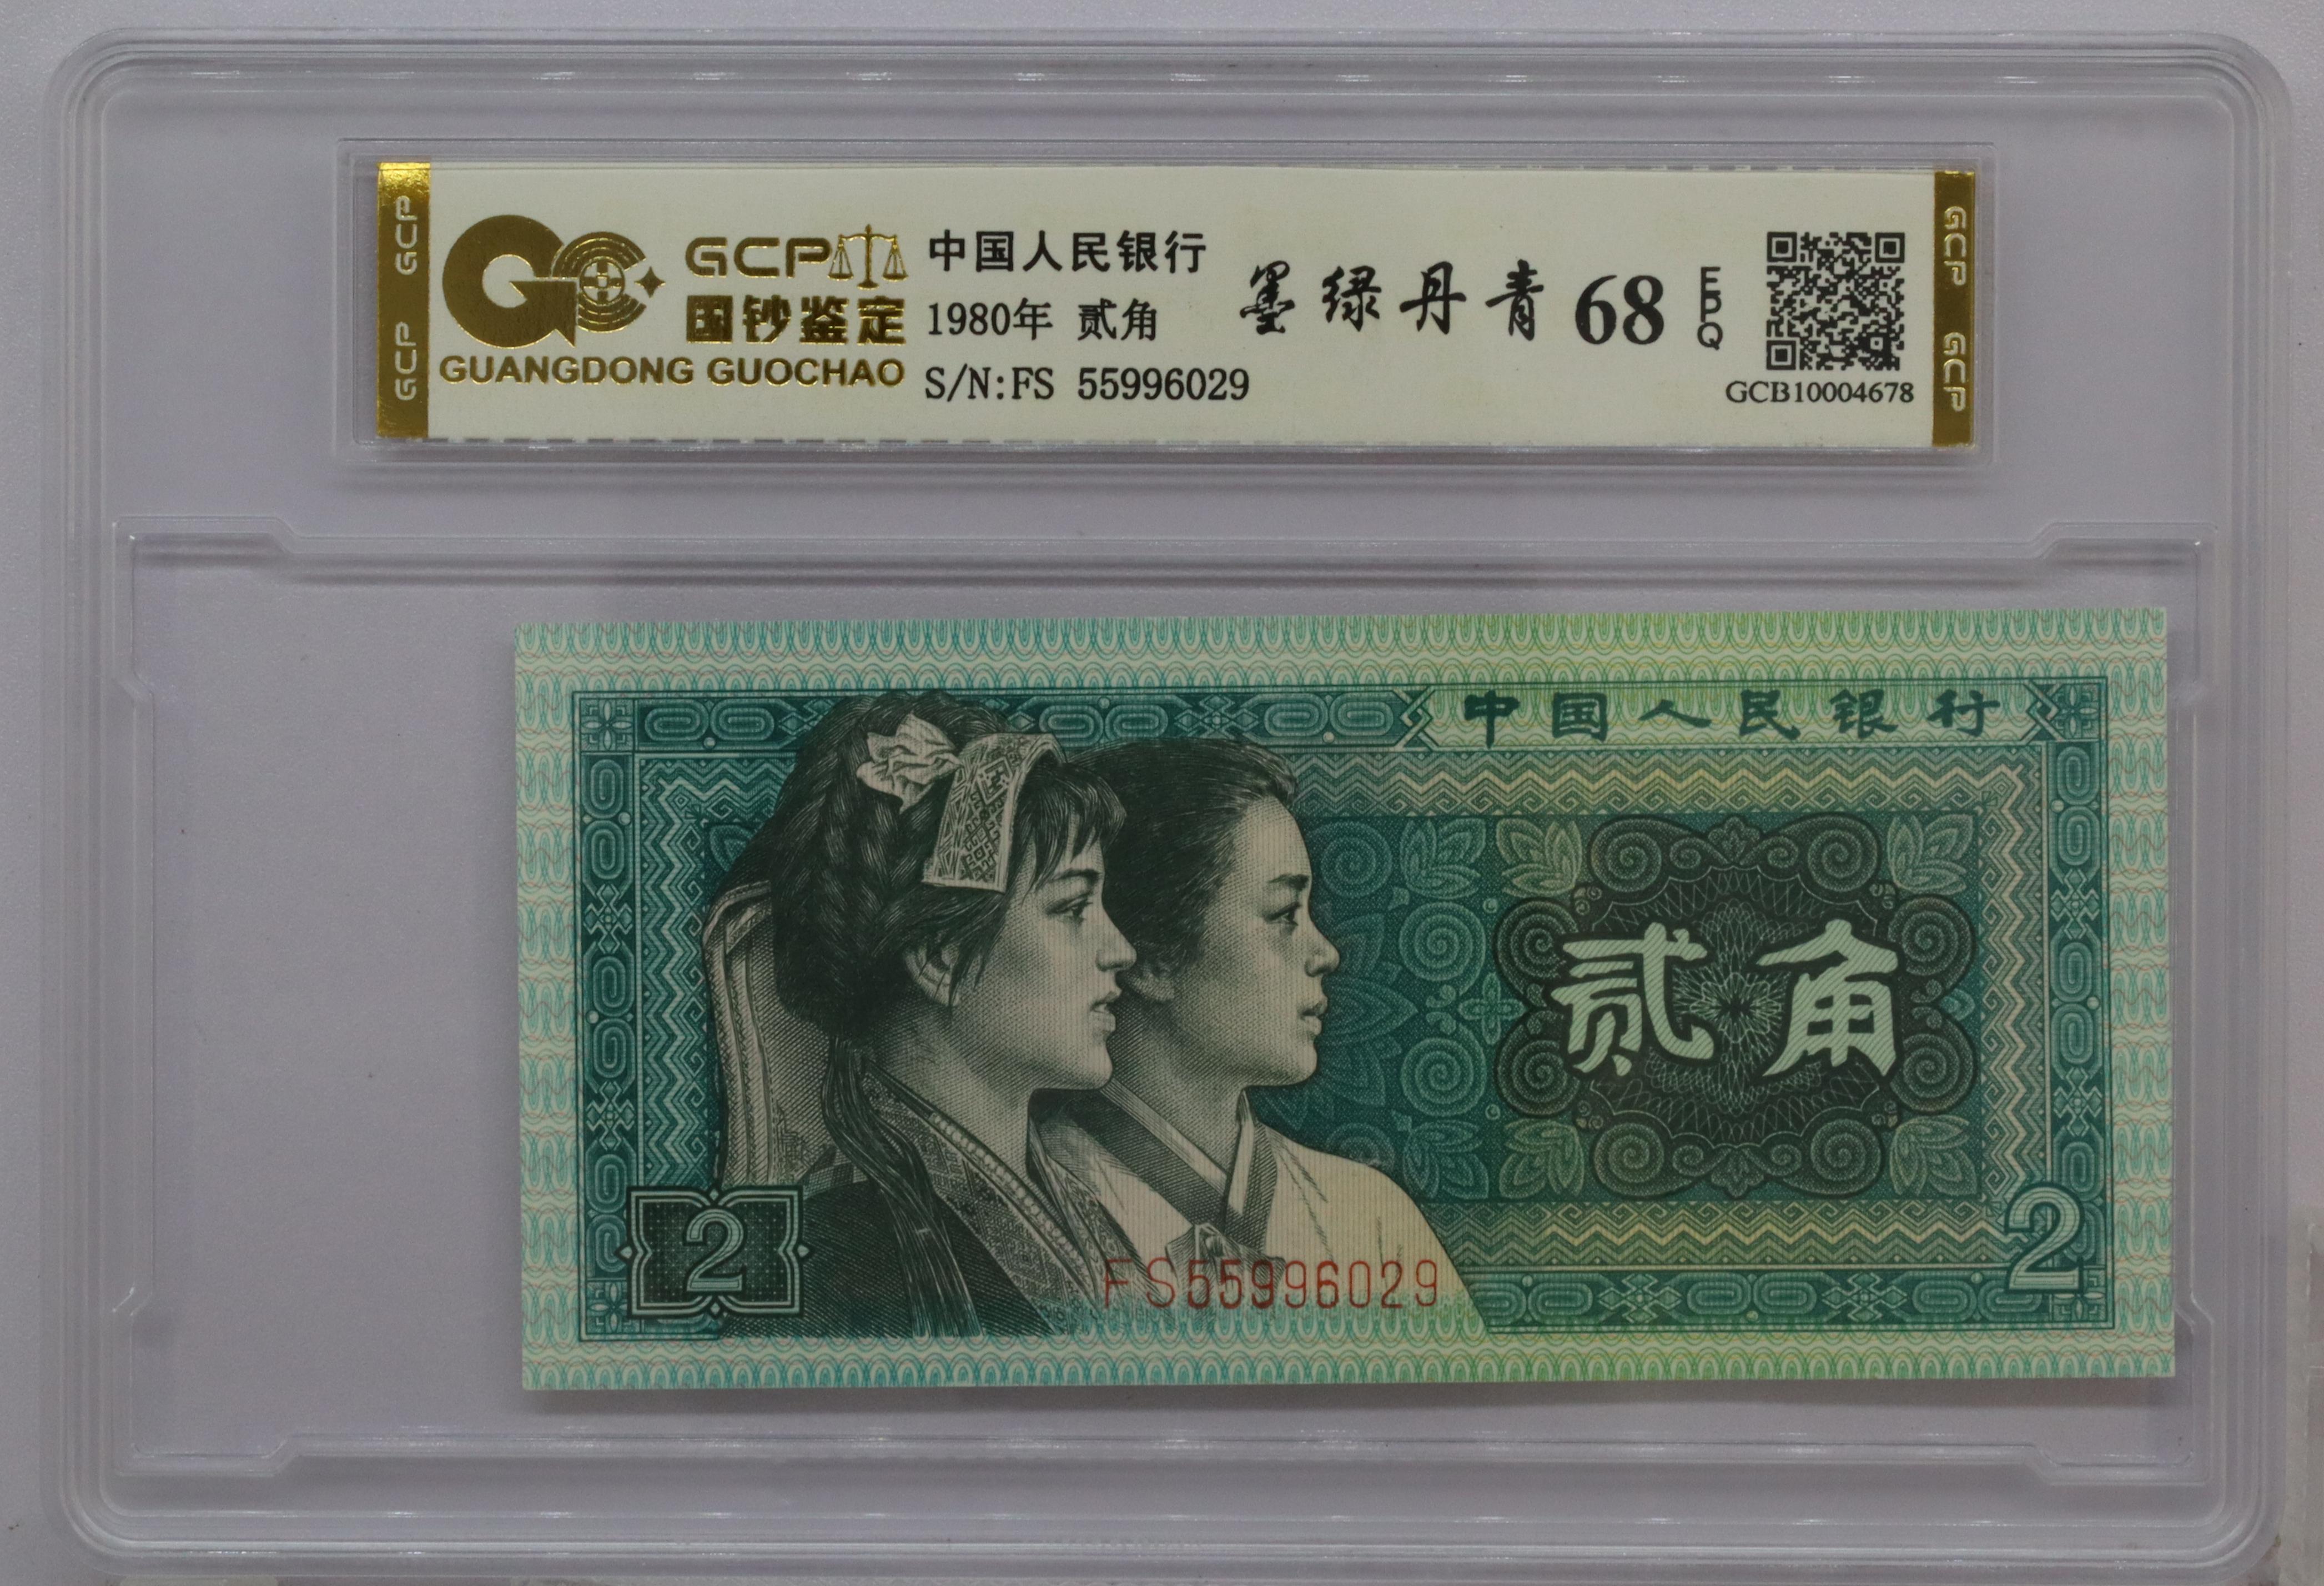 GCP GCP
GCP
国钞鉴定
GUANGDONG GUOCHAO
中国人民银行
1980年 贰角
S/N:FS 55996029
墨绿丹青 68 EPQ
GCB10004678
GCP GCP
中国人民银行
贰角
2
2
FS55996029